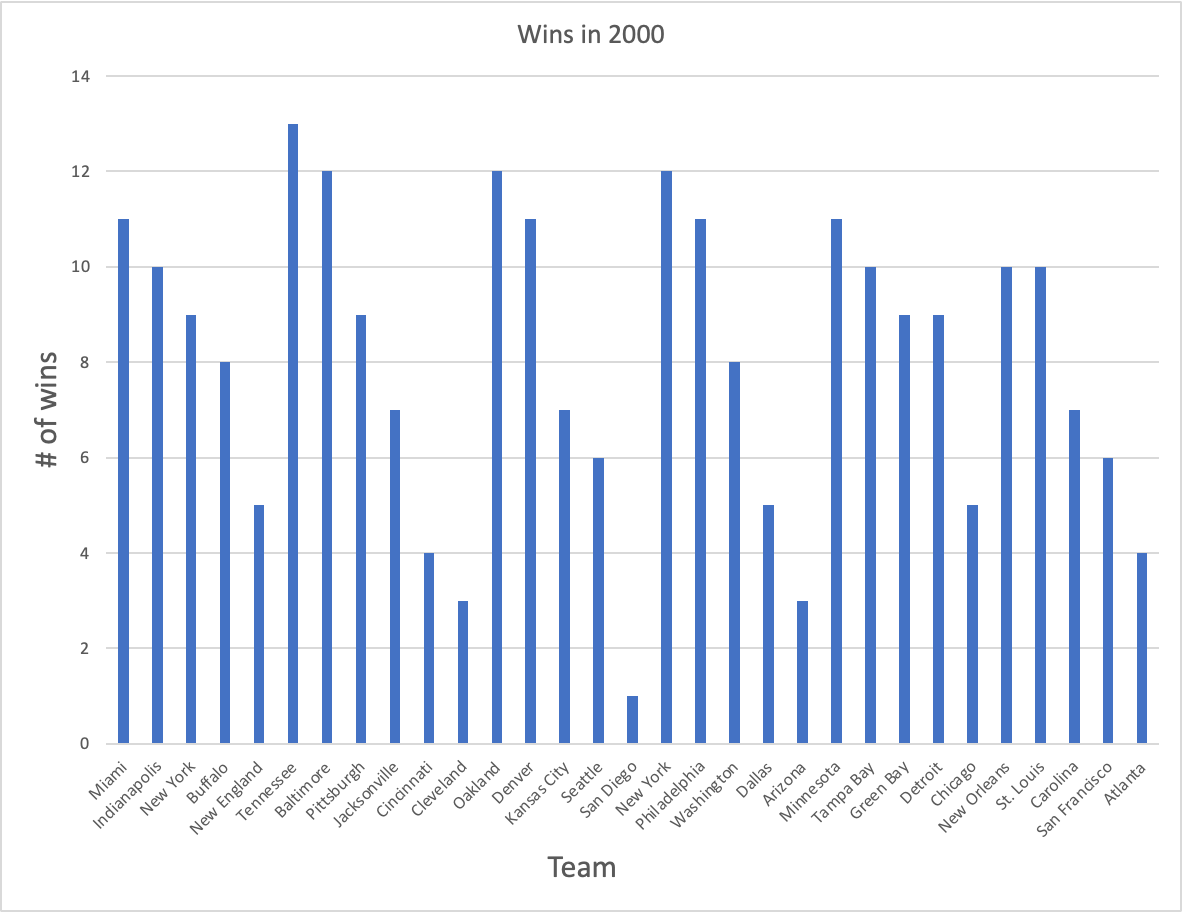 Wins in 2000
14
12
10
8
6
4
2
0
# of wins
Miami
Indianapolis
New York
Buffalo
New England
Tennessee
Baltimore
Pittsburgh
Jacksonville
Cincinnati
Cleveland
Oakland
Denver
Kansas City
Seattle
San Diego
New York
Philadelphia
Washington
Dallas
Arizona
Minnesota
Tampa Bay
Green Bay
Detroit
Chicago
New Orleans
St. Louis
Carolina
San Francisco
Atlanta
Team